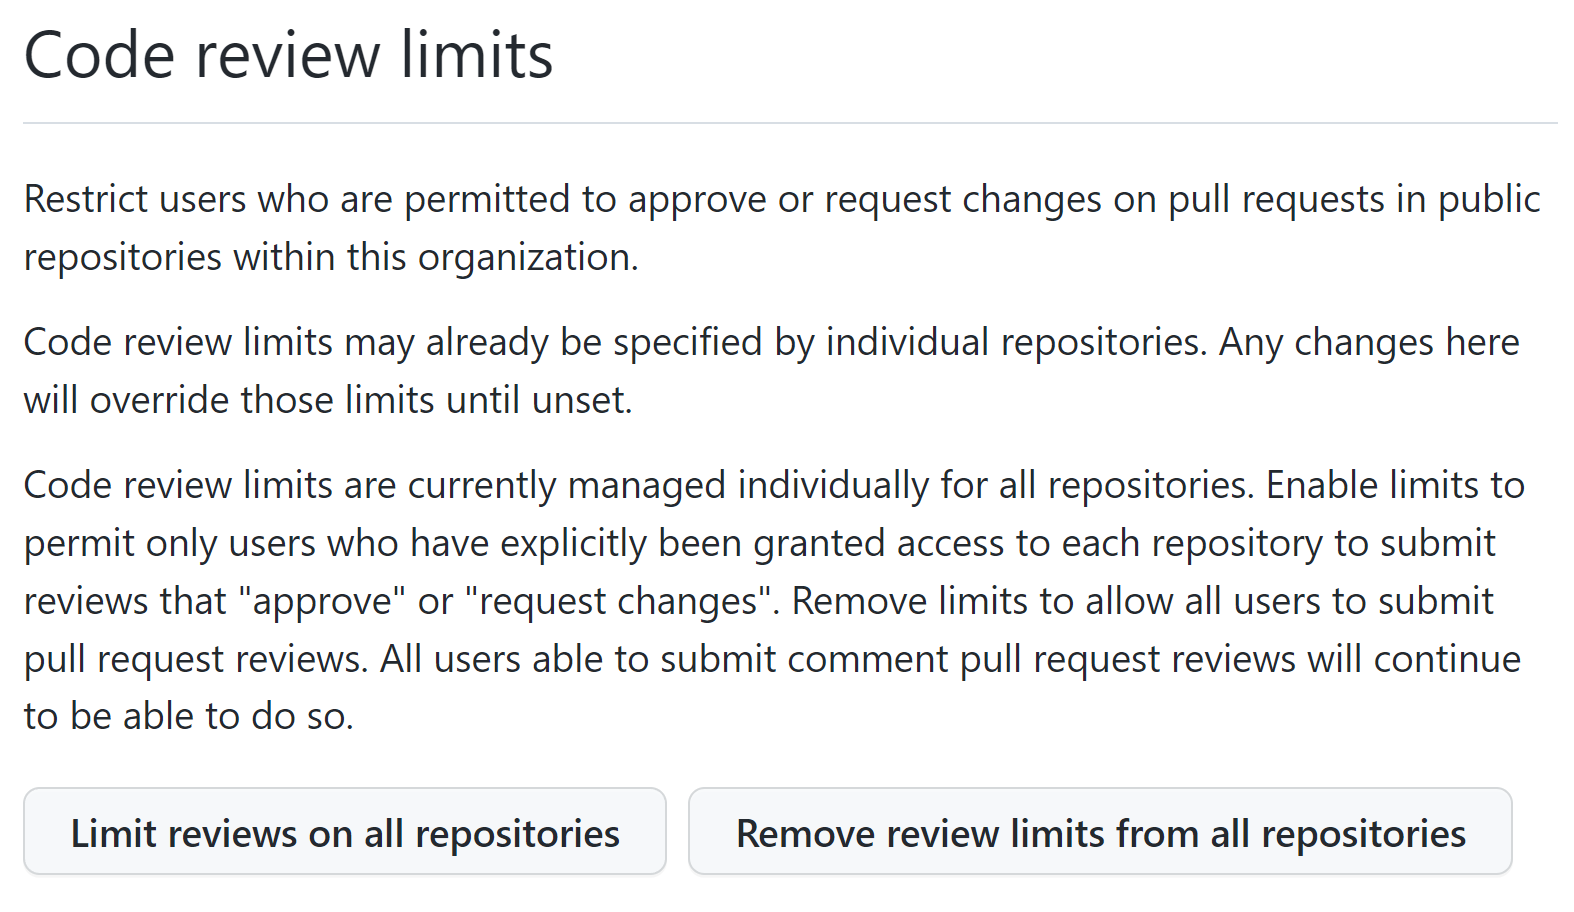 Code review limits
Restrict users who are permitted to approve or request changes on pull requests in public
repositories within this organization.
Code review limits may already be specified by individual repositories. Any changes here
will override those limits until unset.
Code review limits are currently managed individually for all repositories. Enable limits to
permit only users who have explicitly been granted access to each repository to submit
reviews that "approve" or "request changes". Remove limits to allow all users to submit
pull request reviews. All users able to submit comment pull request reviews will continue
to be able to do so.
Limit reviews on all repositories
Remove review limits from all repositories